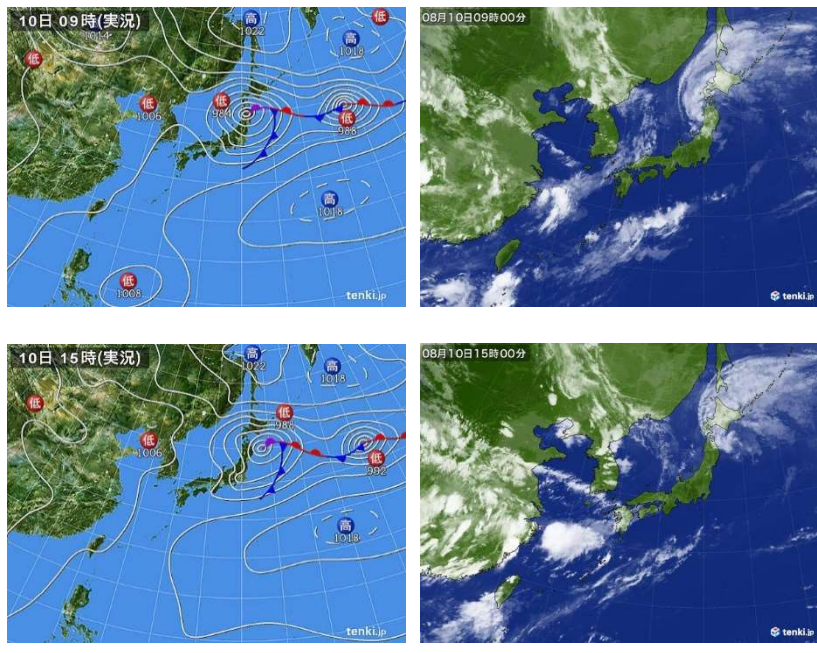 10日 09時(実況)
1014
高
1022
高
1018
低
低
低
1006
低
984
低
988
高
1018
低
1008
tenki.jp
08月10日09時00分
tenki.jp
10日 15時(実況)
高
1022
高
1018
低
低
1006
低
988
低
992
高
1018
tenki.jp
08月10日15時00分
tenki.jp